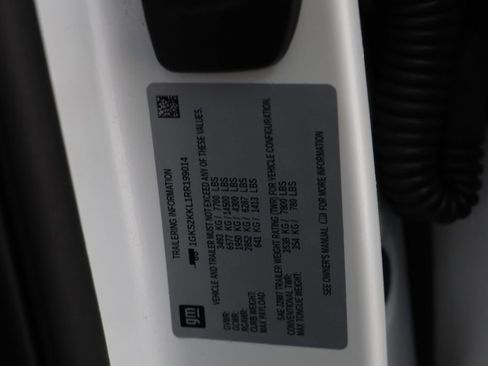 gm
TRAILERING INFORMATION
1GKS2KKL1RR199014
VEHICLE AND TRAILER MUST NOT EXCEED ANY OF THESE VALUES.
GVWR: 3493 KG / 7700 LBS
GCWR: 6577 KG / 14500 LBS
RGAWR: 1950 KG / 4300 LBS
CURB WEIGHT: 2852 KG / 6287 LBS
MAX PAYLOAD: 641 KG / 1413 LBS
SAE J2807 TRAILER WEIGHT RATING (TWR) FOR VEHICLE CONFIGURATION.
CONVENTIONAL TWR: 3538 KG / 7800 LBS
MAX TONGUE WEIGHT: 354 KG / 780 LBS
SEE OWNER'S MANUAL FOR MORE INFORMATION